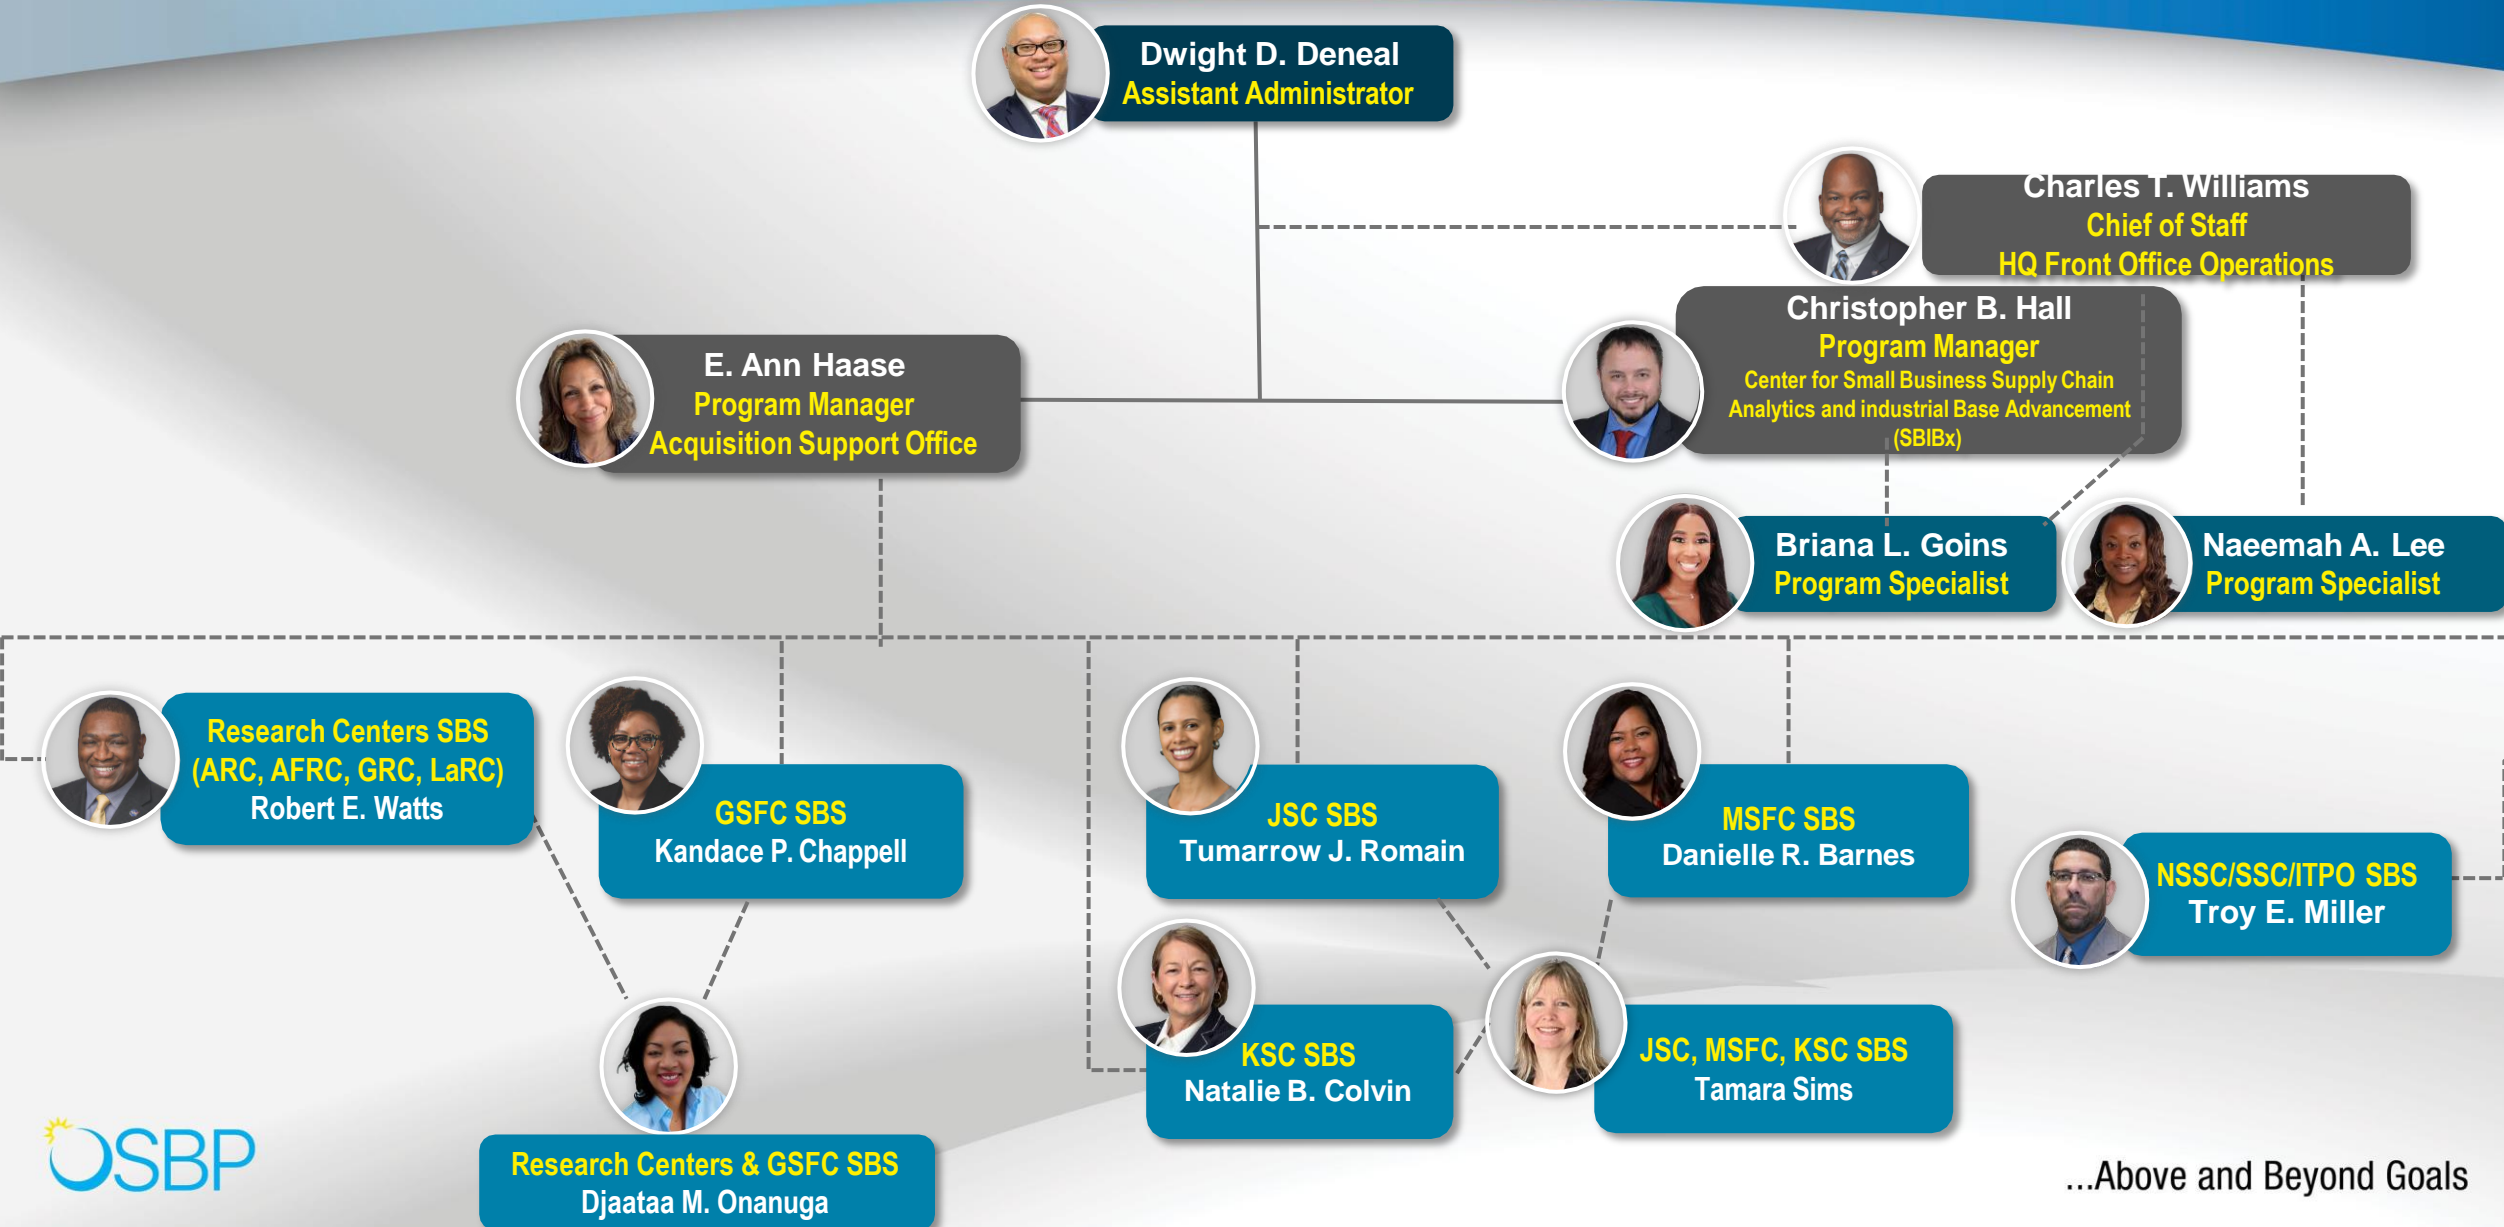 Dwight D. Deneal
Assistant Administrator
Charles T. Williams
Chief of Staff
HQ Front Office Operations
Christopher B. Hall
Program Manager
Center for Small Business Supply Chain
Analytics and industrial Base Advancement
(SBIBx)
E. Ann Haase
Program Manager
Acquisition Support Office
Briana L. Goins
Program Specialist
Naeemah A. Lee
Program Specialist
Research Centers SBS
(ARC, AFRC, GRC, LaRC)
Robert E. Watts
GSFC SBS
Kandace P. Chappell
JSC SBS
Tumarrow J. Romain
MSFC SBS
Danielle R. Barnes
NSSC/SSC/ITPO SBS
Troy E. Miller
KSC SBS
Natalie B. Colvin
JSC, MSFC, KSC SBS
Tamara Sims
Research Centers & GSFC SBS
Djaataa M. Onanuga
OSBP
...Above and Beyond Goals